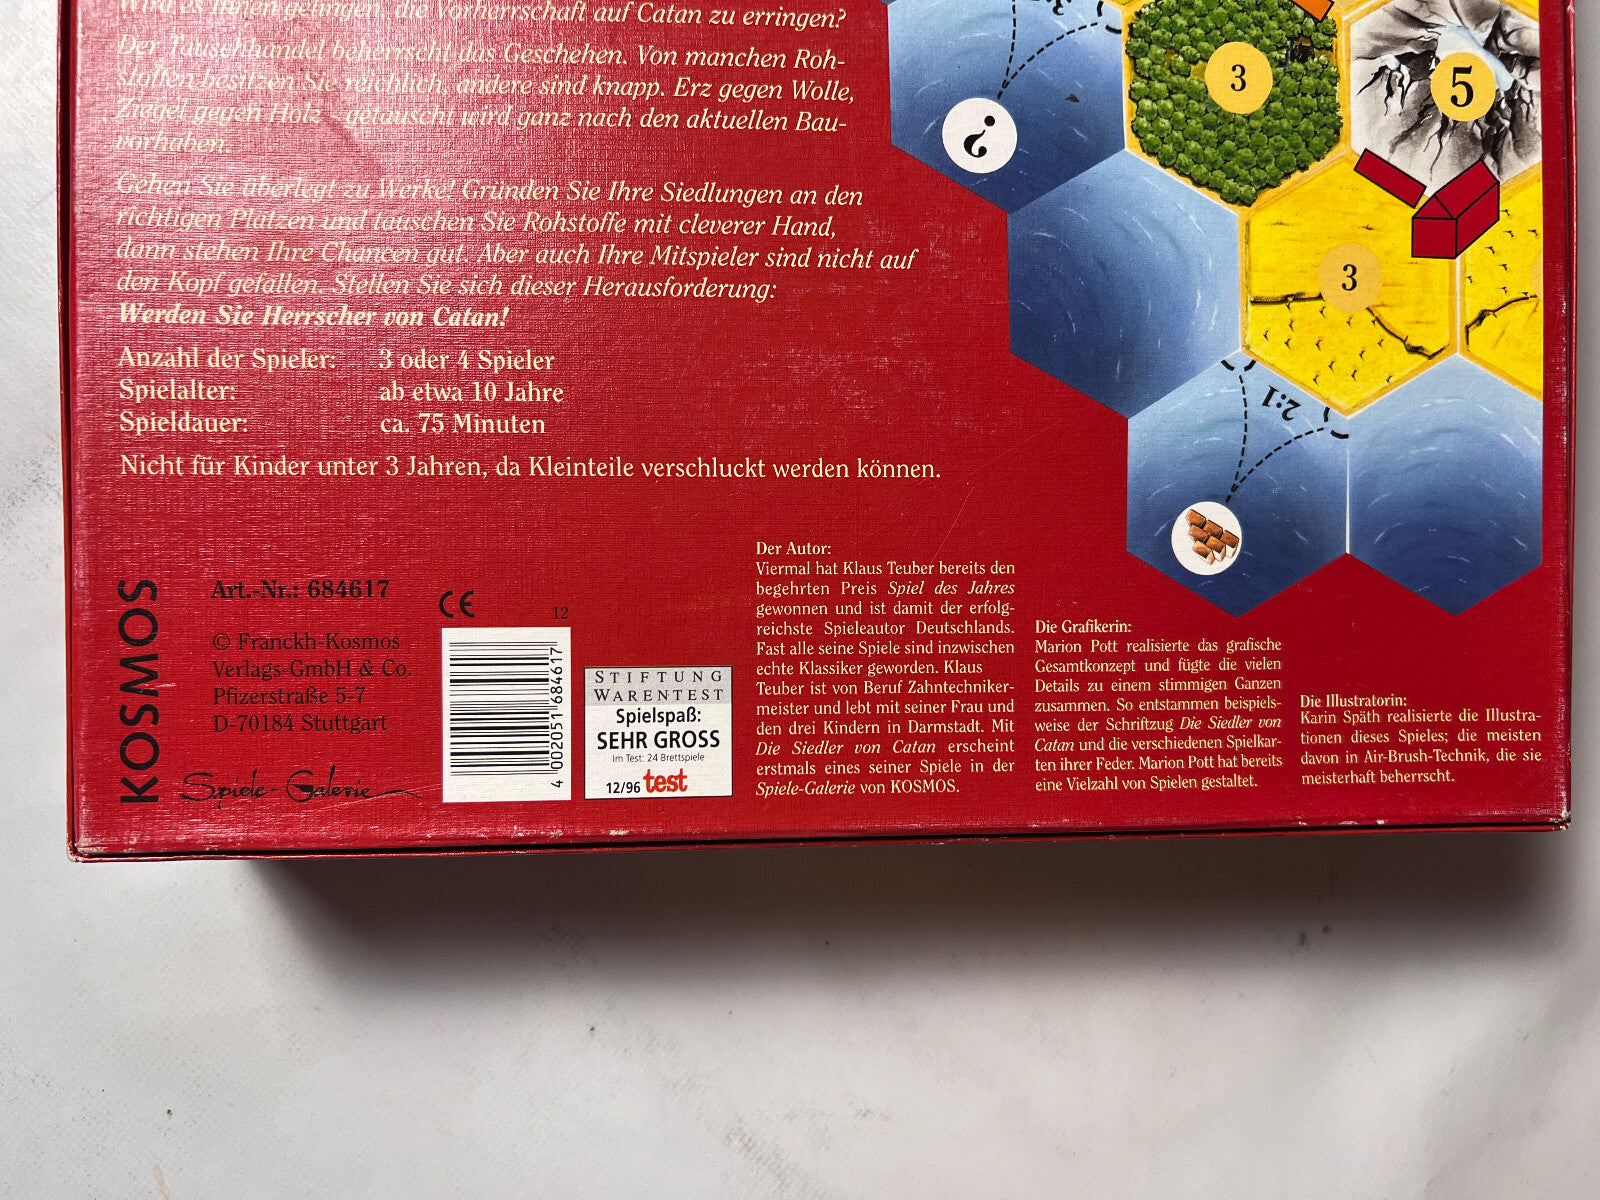 Wird es Ihnen gelingen, die Vorherrschaft auf Catan zu erringen?
Der Tauschhandel beherrscht das Geschehen. Von manchen Roh-
stoffen besitzen Sie reichlich, andere sind knapp. Erz gegen Wolle,
Ziegel gegen Holz – getauscht wird ganz nach den aktuellen Bau-
vorhaben.
Gehen Sie überlegt zu Werke! Gründen Sie Ihre Siedlungen an den
richtigen Plätzen und tauschen Sie Rohstoffe mit cleverer Hand,
dann stehen Ihre Chancen gut. Aber auch Ihre Mitspieler sind nicht auf
den Kopf gefallen. Stellen Sie sich dieser Herausforderung:
Werden Sie Herrscher von Catan!
Anzahl der Spieler: 3 oder 4 Spieler
Spielalter: ab etwa 10 Jahre
Spieldauer: ca. 75 Minuten
Nicht für Kinder unter 3 Jahren, da Kleinteile verschluckt werden können.
KOSMOS
Art.-Nr.: 684617
© Franckh-Kosmos
Verlags-GmbH & Co.
Pfizerstraße 5-7
D-70184 Stuttgart
Spiele-Galerie
CE
12
4 002051 684617
STIFTUNG
WARENTEST
Spielspaß:
SEHR GROSS
Im Test: 24 Brettspiele
12/96 test
Der Autor:
Viermal hat Klaus Teuber bereits den
begehrten Preis Spiel des Jahres
gewonnen und ist damit der erfolg-
reichste Spieleautor Deutschlands.
Fast alle seine Spiele sind inzwischen
echte Klassiker geworden. Klaus
Teuber ist von Beruf Zahntechniker-
meister und lebt mit seiner Frau und
den drei Kindern in Darmstadt. Mit
Die Siedler von Catan erscheint
erstmals eines seiner Spiele in der
Spiele-Galerie von KOSMOS.
Die Grafikerin:
Marion Pott realisierte das grafische
Gesamtkonzept und fügte die vielen
Details zu einem stimmigen Ganzen
zusammen. So entstammen beispiels-
weise der Schriftzug Die Siedler von
Catan und die verschiedenen Spielkar-
ten ihrer Feder. Marion Pott hat bereits
eine Vielzahl von Spielen gestaltet.
Die Illustratorin:
Karin Späth realisierte die Illustra-
tionen dieses Spieles; die meisten
davon in Air-Brush-Technik, die sie
meisterhaft beherrscht.
?
3
5
3
2:1